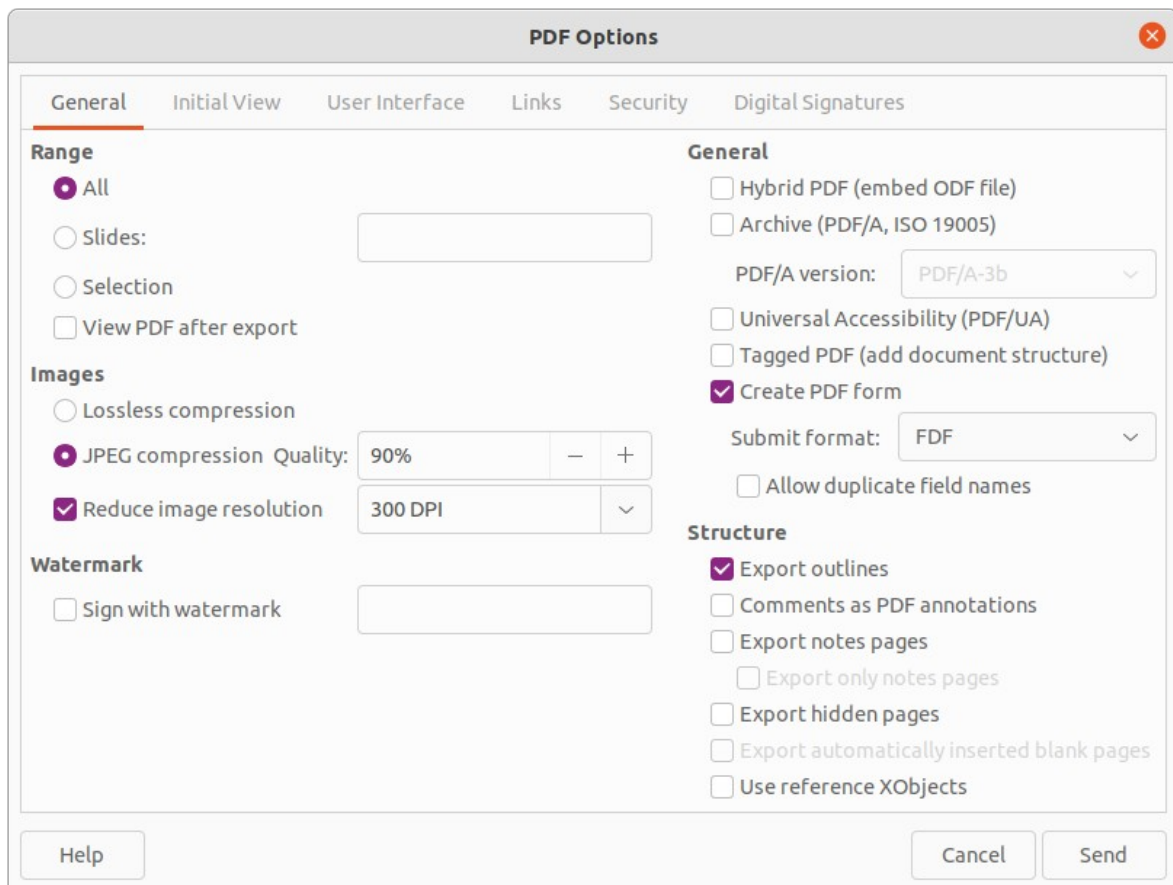 PDF Options
General Initial View User Interface Links Security Digital Signatures
Range
All
Slides:
Selection
View PDF after export
Images
Lossless compression
JPEG compression Quality: 90% − +
Reduce image resolution 300 DPI
Watermark
Sign with watermark
General
Hybrid PDF (embed ODF file)
Archive (PDF/A, ISO 19005)
PDF/A version: PDF/A-3b
Universal Accessibility (PDF/UA)
Tagged PDF (add document structure)
Create PDF form
Submit format: FDF
Allow duplicate field names
Structure
Export outlines
Comments as PDF annotations
Export notes pages
Export only notes pages
Export hidden pages
Export automatically inserted blank pages
Use reference XObjects
Help Cancel Send